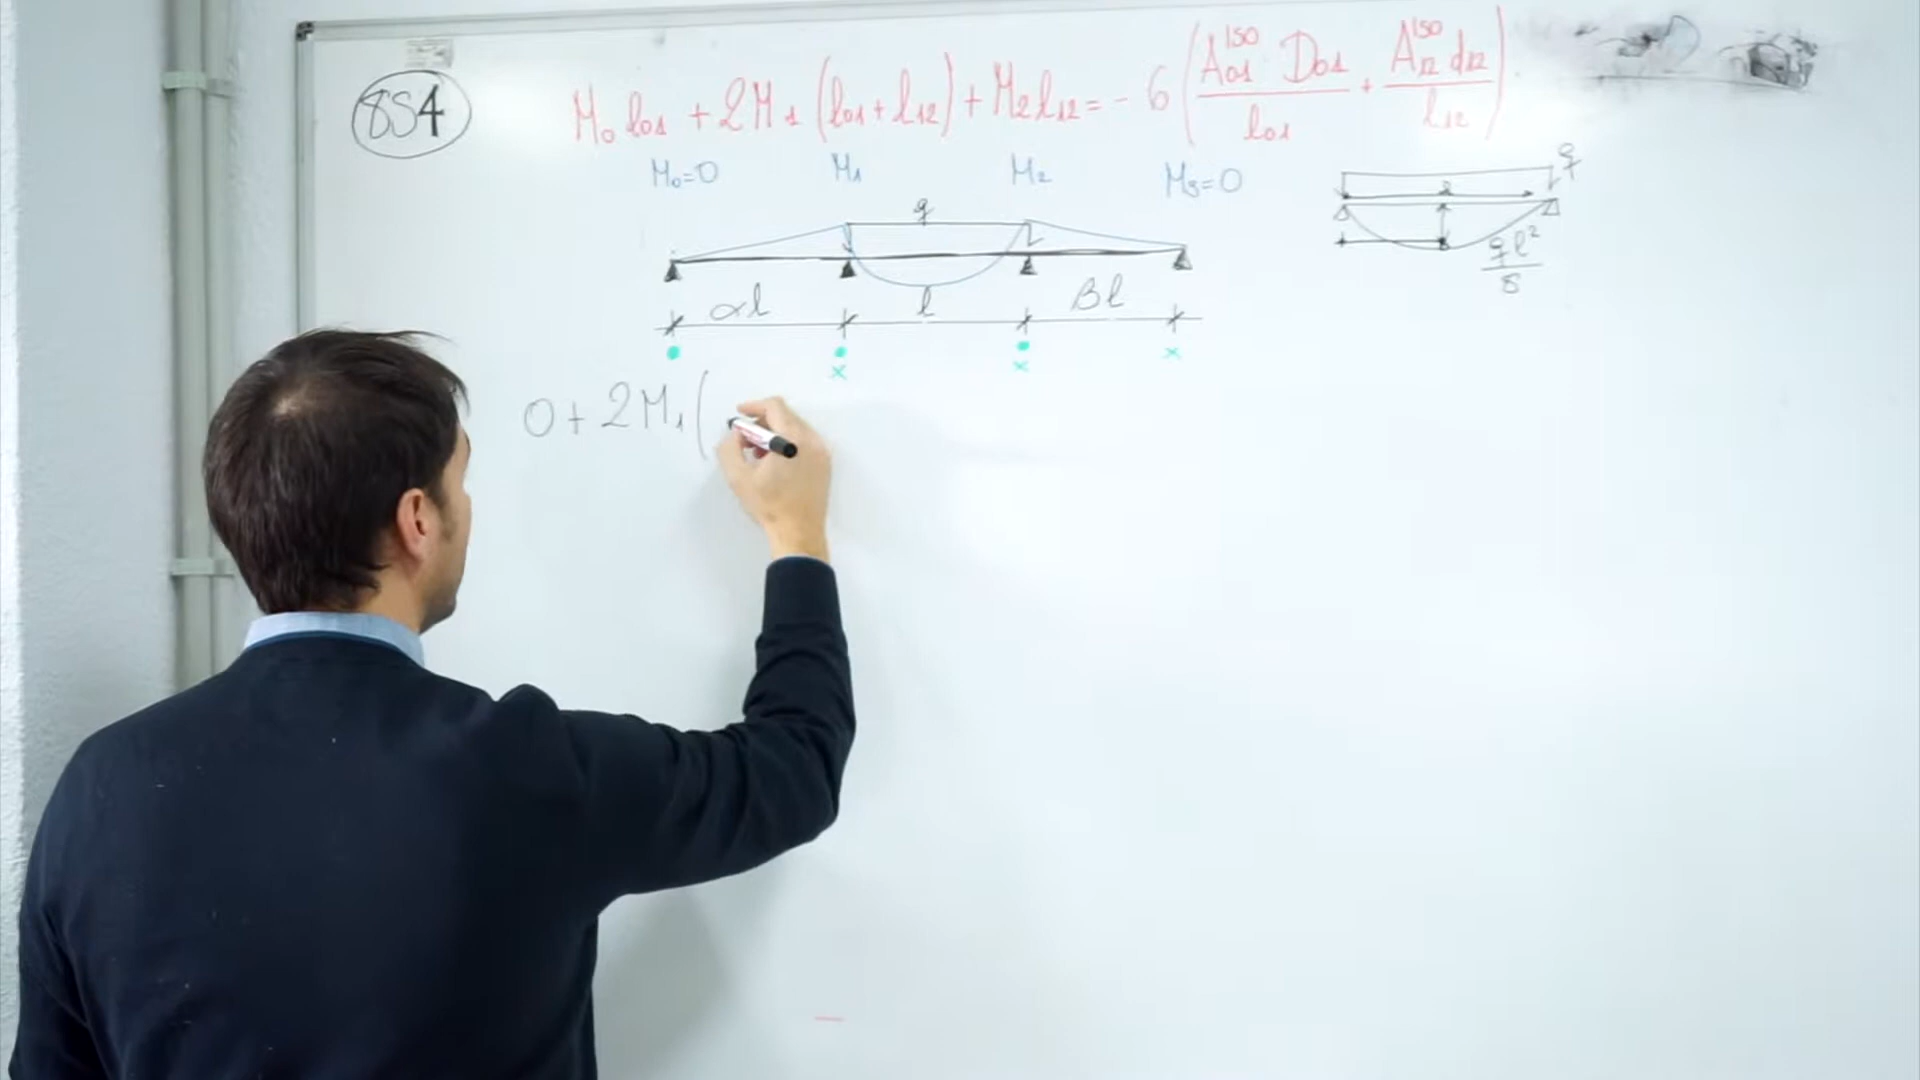 8S4
M₀ l₀₁ + 2M₁ (l₀₁ + l₁₂) + M₂ l₁₂ = - 6 (A₀₁^ISO D₀₁ / l₀₁ + A₁₂^ISO d₁₂ / l₁₂)
M₀=0 M₁ M₂ M₃=0
q
q
ql²/8
αl l βl
x x x
0 + 2M₁ (